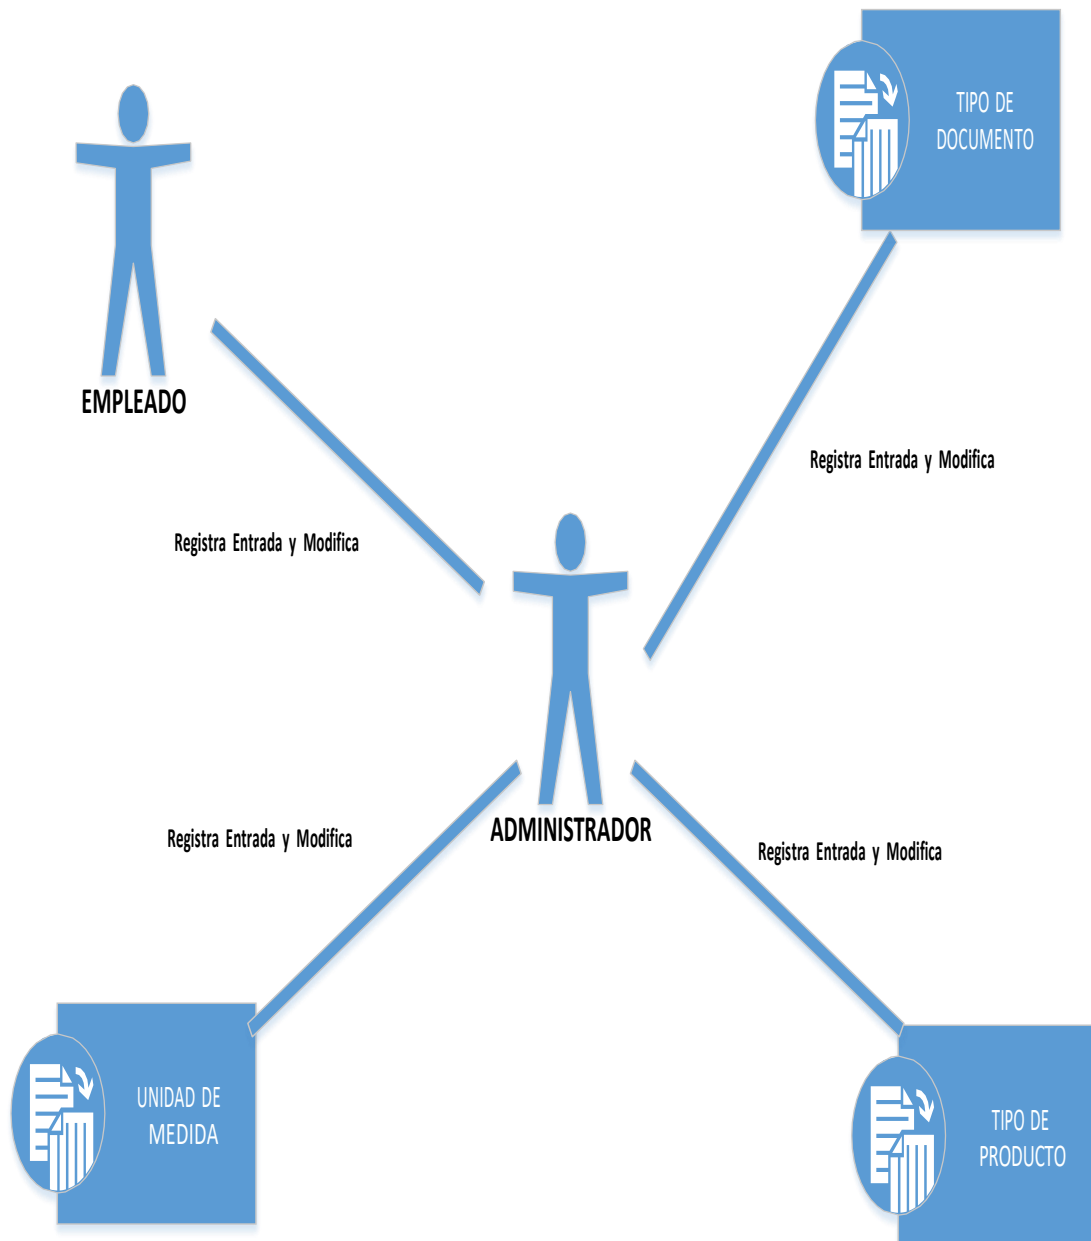 TIPO DE
DOCUMENTO
EMPLEADO
Registra Entrada y Modifica
Registra Entrada y Modifica
ADMINISTRADOR
Registra Entrada y Modifica
Registra Entrada y Modifica
UNIDAD DE
MEDIDA
TIPO DE
PRODUCTO